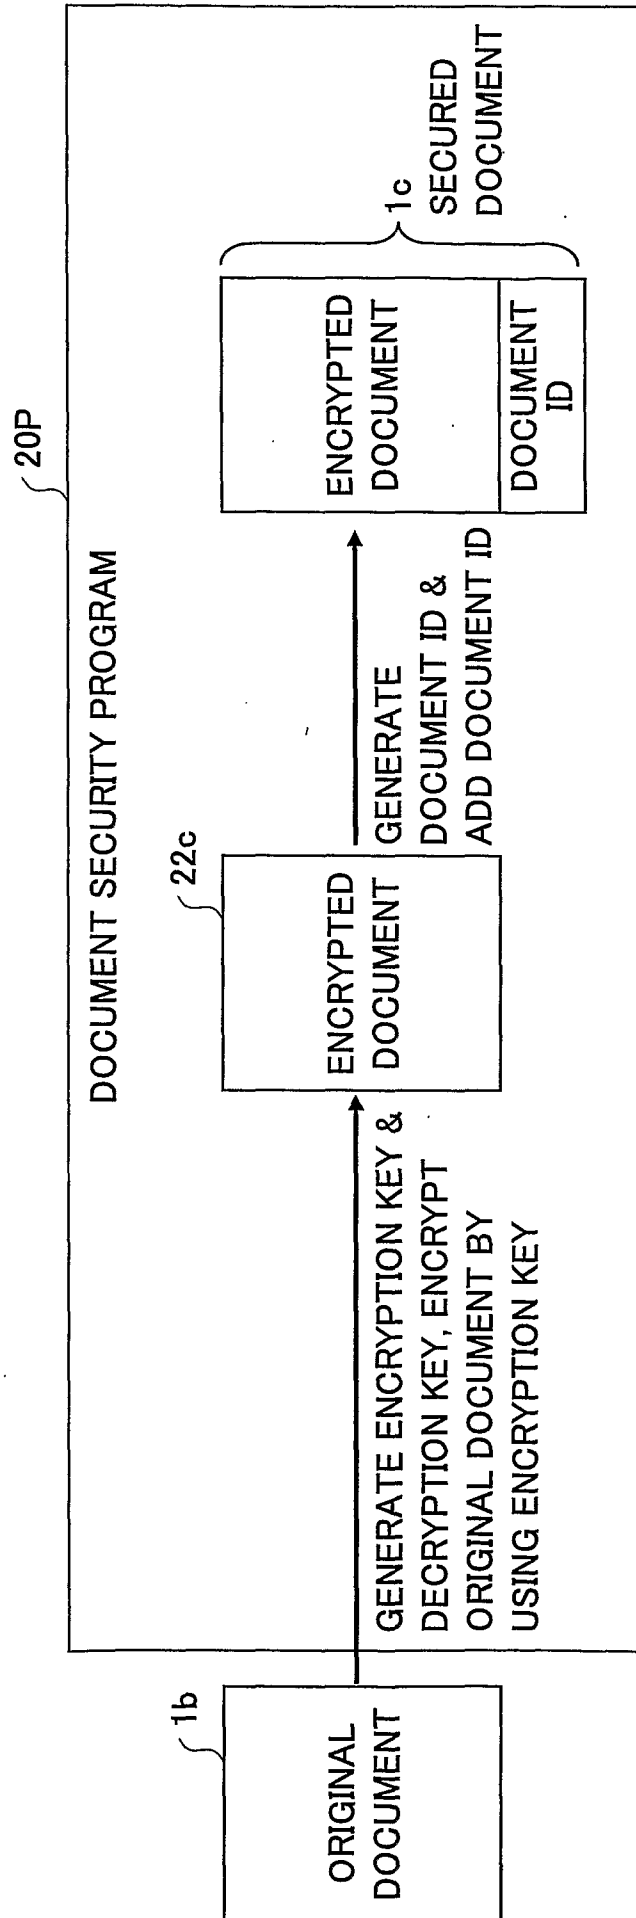 20P
DOCUMENT SECURITY PROGRAM
1b
ORIGINAL
DOCUMENT
GENERATE ENCRYPTION KEY &
DECRYPTION KEY, ENCRYPT
ORIGINAL DOCUMENT BY
USING ENCRYPTION KEY
22c
ENCRYPTED
DOCUMENT
GENERATE
DOCUMENT ID &
ADD DOCUMENT ID
ENCRYPTED
DOCUMENT
DOCUMENT
ID
1c
SECURED
DOCUMENT